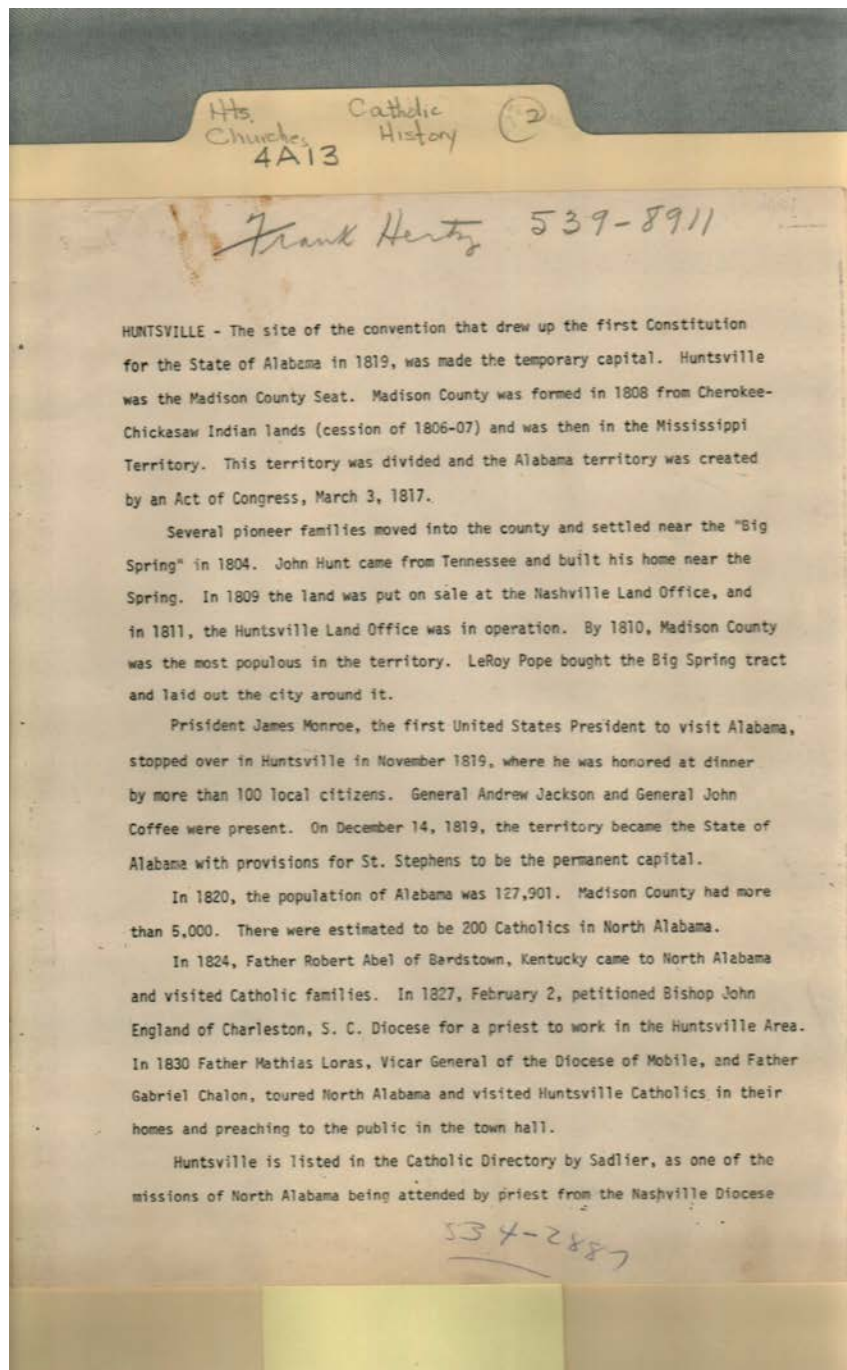 Hts. Catholic 2
Churches History
4A13
Frank Hertz 539-8911
HUNTSVILLE - The site of the convention that drew up the first Constitution
for the State of Alabama in 1819, was made the temporary capital. Huntsville
was the Madison County Seat. Madison County was formed in 1808 from Cherokee-
Chickasaw Indian lands (cession of 1806-07) and was then in the Mississippi
Territory. This territory was divided and the Alabama territory was created
by an Act of Congress, March 3, 1817.
Several pioneer families moved into the county and settled near the "Big
Spring" in 1804. John Hunt came from Tennessee and built his home near the
Spring. In 1809 the land was put on sale at the Nashville Land Office, and
in 1811, the Huntsville Land Office was in operation. By 1810, Madison County
was the most populous in the territory. LeRoy Pope bought the Big Spring tract
and laid out the city around it.
Prisident James Monroe, the first United States President to visit Alabama,
stopped over in Huntsville in November 1819, where he was honored at dinner
by more than 100 local citizens. General Andrew Jackson and General John
Coffee were present. On December 14, 1819, the territory became the State of
Alabama with provisions for St. Stephens to be the permanent capital.
In 1820, the population of Alabama was 127,901. Madison County had more
than 5,000. There were estimated to be 200 Catholics in North Alabama.
In 1824, Father Robert Abel of Bardstown, Kentucky came to North Alabama
and visited Catholic families. In 1827, February 2, petitioned Bishop John
England of Charleston, S. C. Diocese for a priest to work in the Huntsville Area.
In 1830 Father Mathias Loras, Vicar General of the Diocese of Mobile, and Father
Gabriel Chalon, toured North Alabama and visited Huntsville Catholics in their
homes and preaching to the public in the town hall.
Huntsville is listed in the Catholic Directory by Sadlier, as one of the
missions of North Alabama being attended by priest from the Nashville Diocese
534-2887